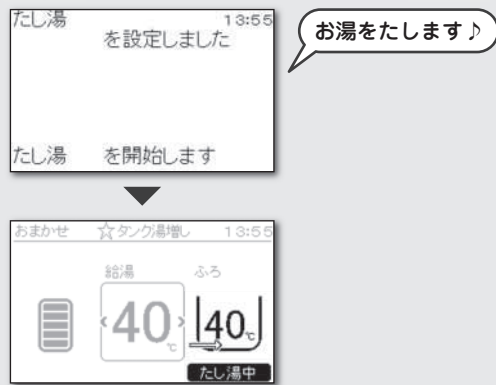 たし湯 13:55
を設定しました
お湯をたします♪
たし湯 を開始します
おまかせ ☆タンク湯増し 13:55
給湯 ふろ
40℃ 40℃
たし湯中